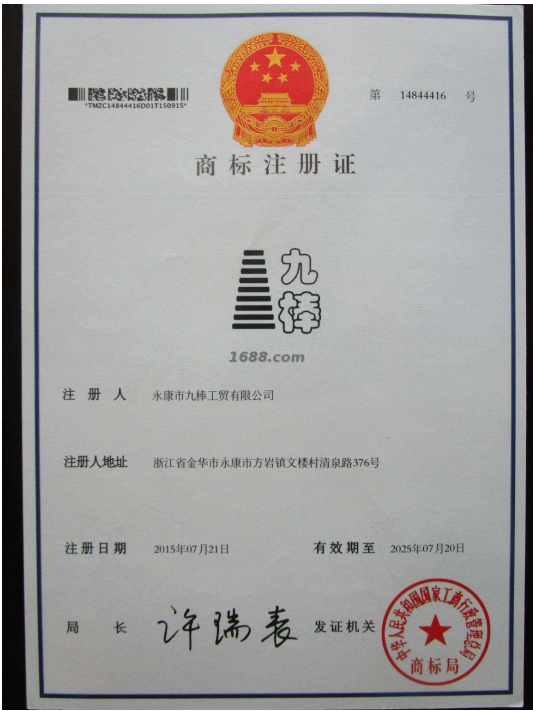 *TMZC14844416D01T150915*
第 14844416 号
商标注册证
九
棒
1688.com
注册人 永康市九棒工贸有限公司
注册人地址 浙江省金华市永康市方岩镇文楼村清泉路376号
注册日期 2015年07月21日 有效期至 2025年07月20日
局长 许瑞表 发证机关
中华人民共和国国家工商行政管理总局
商标局